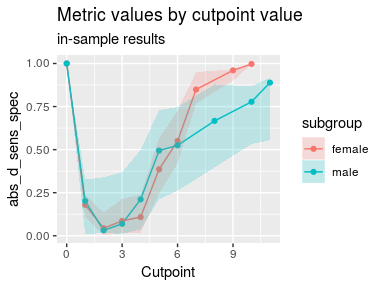 Metric values by cutpoint value
in-sample results
1.00
0.75
0.50
0.25
0.00
abs_d_sens_spec
0 3 6 9
Cutpoint
subgroup
female
male